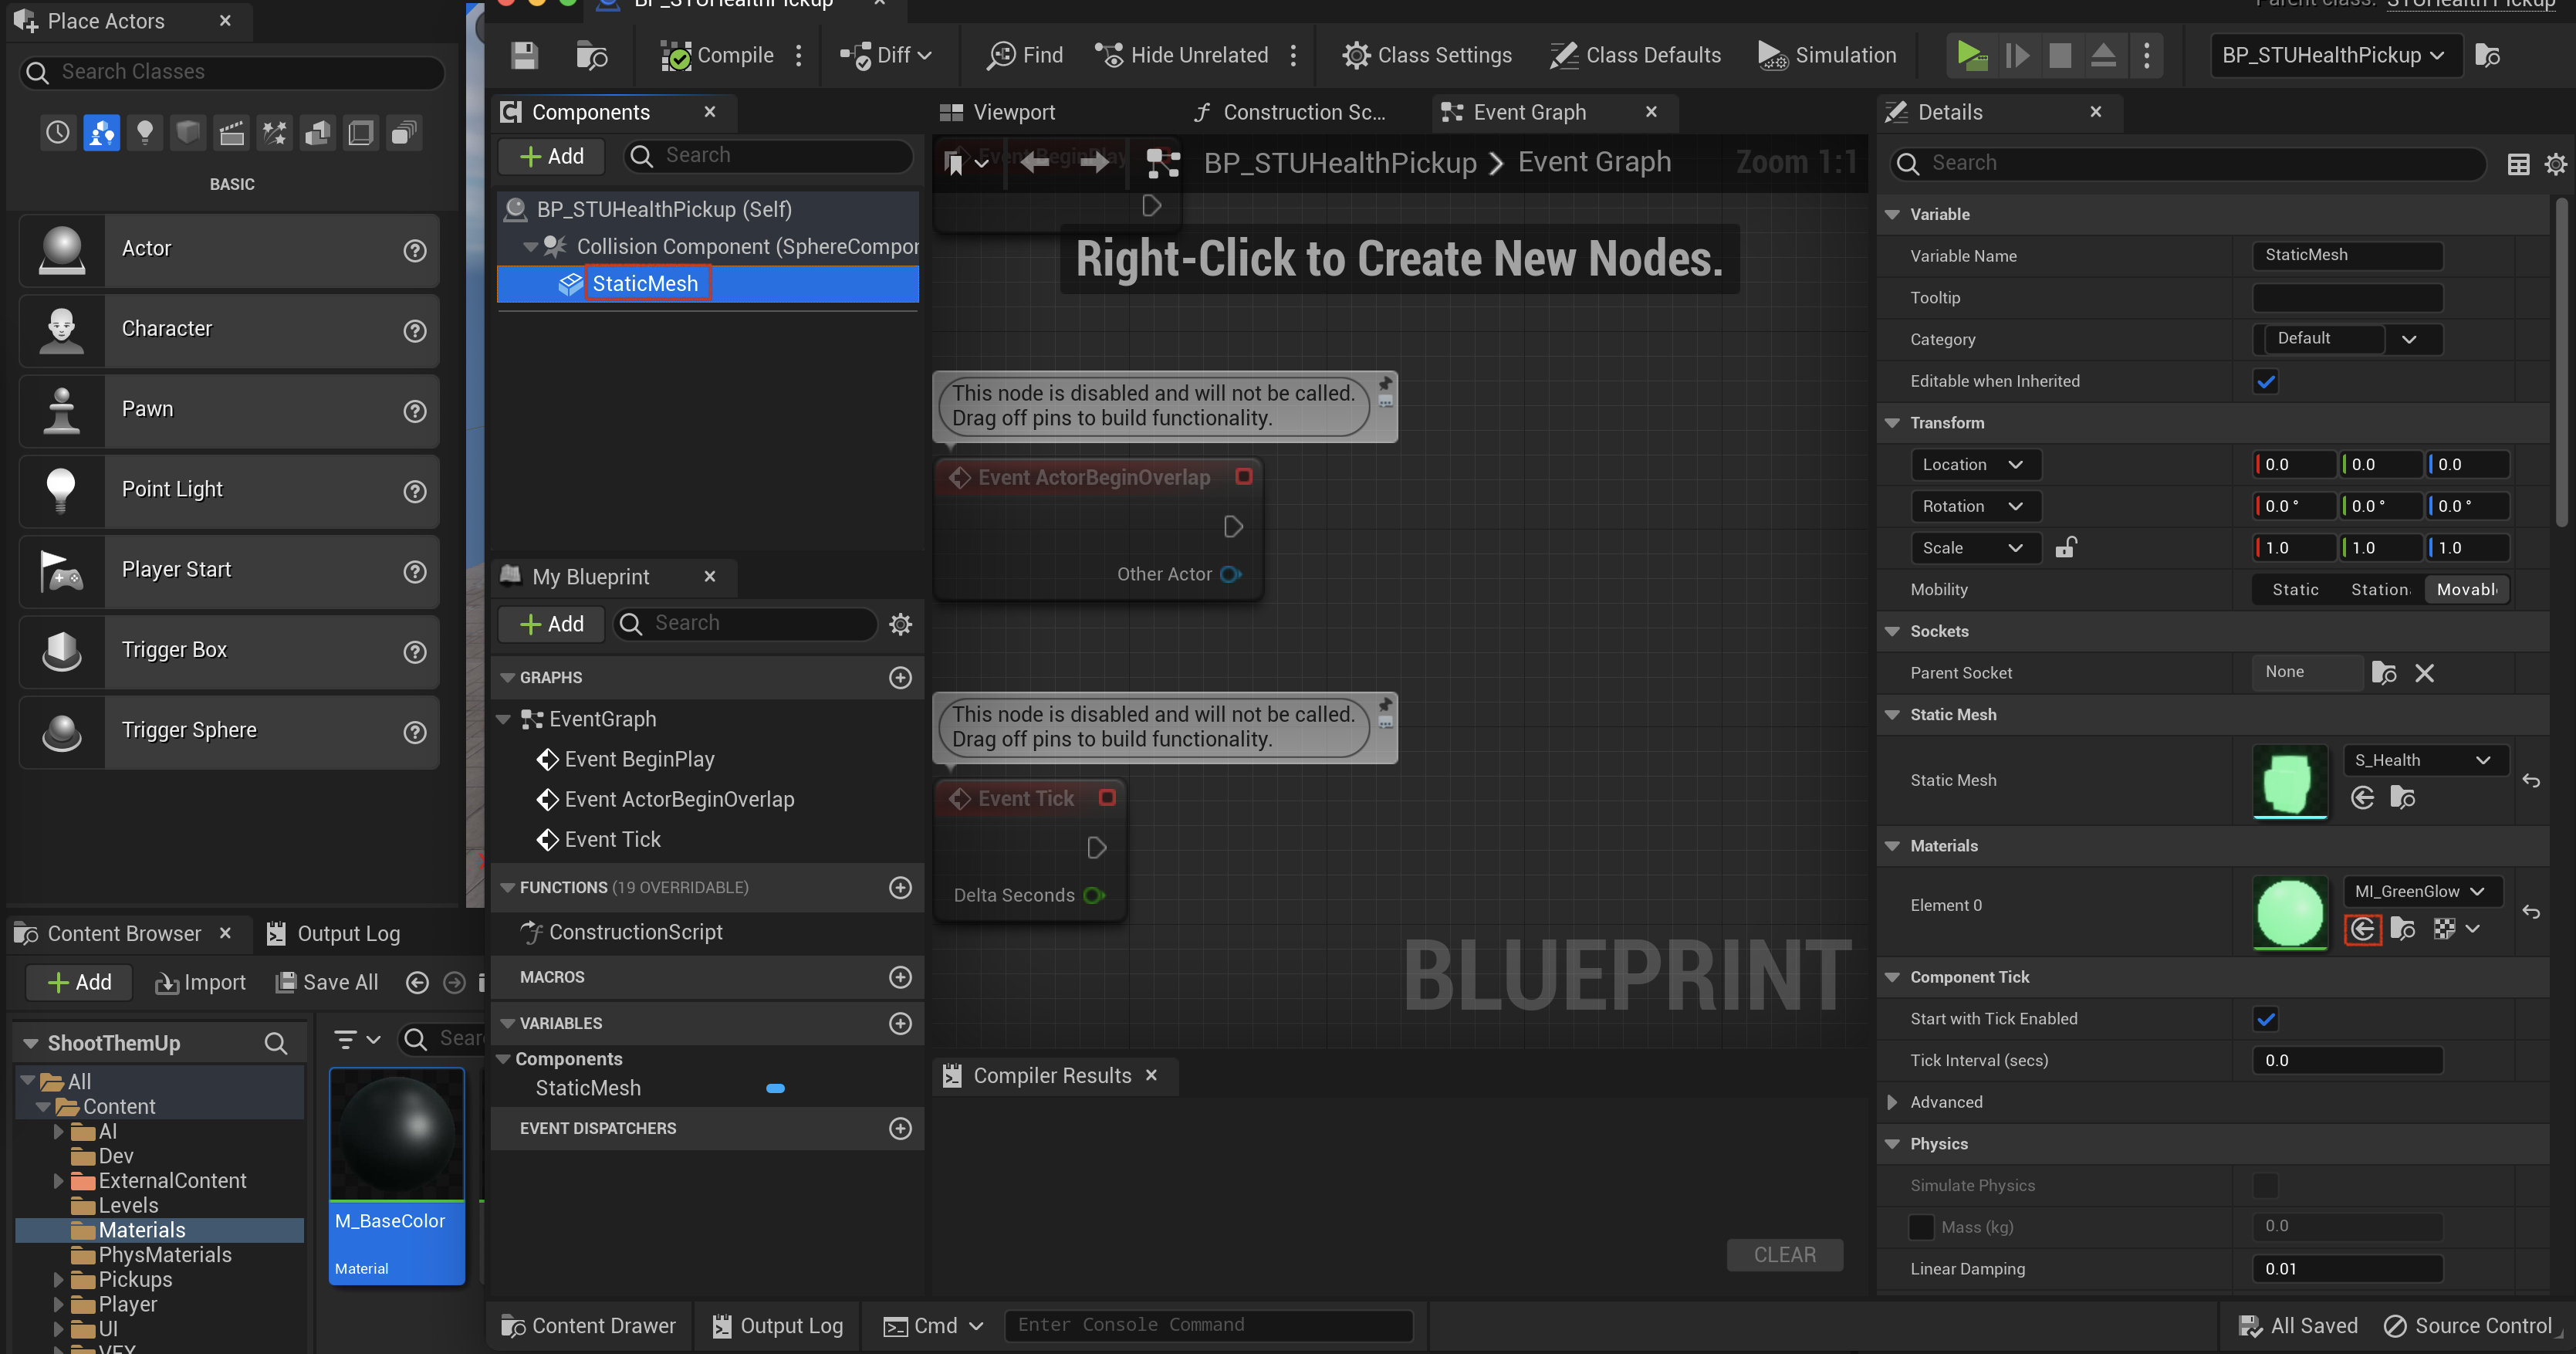 Place Actors
Search Classes
BASIC
Actor
Character
Pawn
Point Light
Player Start
Trigger Box
Trigger Sphere
Content Browser
Output Log
Add
Import
Save All
ShootThemUp
All
Content
AI
Dev
ExternalContent
Levels
Materials
PhysMaterials
Pickups
Player
UI
VFX
Sear
M_BaseColor
Material
BP_STUHealthPickup
Parent class: STUHealth Pickup
Compile
Diff
Find
Hide Unrelated
Class Settings
Class Defaults
Simulation
BP_STUHealthPickup
Components
Add
Search
BP_STUHealthPickup (Self)
Collision Component (SphereCompor
StaticMesh
My Blueprint
Add
Search
GRAPHS
EventGraph
Event BeginPlay
Event ActorBeginOverlap
Event Tick
FUNCTIONS (19 OVERRIDABLE)
ConstructionScript
MACROS
VARIABLES
Components
StaticMesh
EVENT DISPATCHERS
Viewport
Construction Sc...
Event Graph
Event BeginPlay
BP_STUHealthPickup > Event Graph
Zoom 1:1
Right-Click to Create New Nodes.
This node is disabled and will not be called.
Drag off pins to build functionality.
Event ActorBeginOverlap
Other Actor
This node is disabled and will not be called.
Drag off pins to build functionality.
Event Tick
Delta Seconds
BLUEPRINT
Compiler Results
CLEAR
Details
Search
Variable
Variable Name
StaticMesh
Tooltip
Category
Default
Editable when Inherited
Transform
Location
0.0
0.0
0.0
Rotation
0.0 °
0.0 °
0.0 °
Scale
1.0
1.0
1.0
Mobility
Static
Station
Movabl
Sockets
Parent Socket
None
Static Mesh
Static Mesh
S_Health
Materials
Element 0
MI_GreenGlow
Component Tick
Start with Tick Enabled
Tick Interval (secs)
0.0
Advanced
Physics
Simulate Physics
Mass (kg)
0.0
Linear Damping
0.01
Content Drawer
Output Log
Cmd
Enter Console Command
All Saved
Source Control